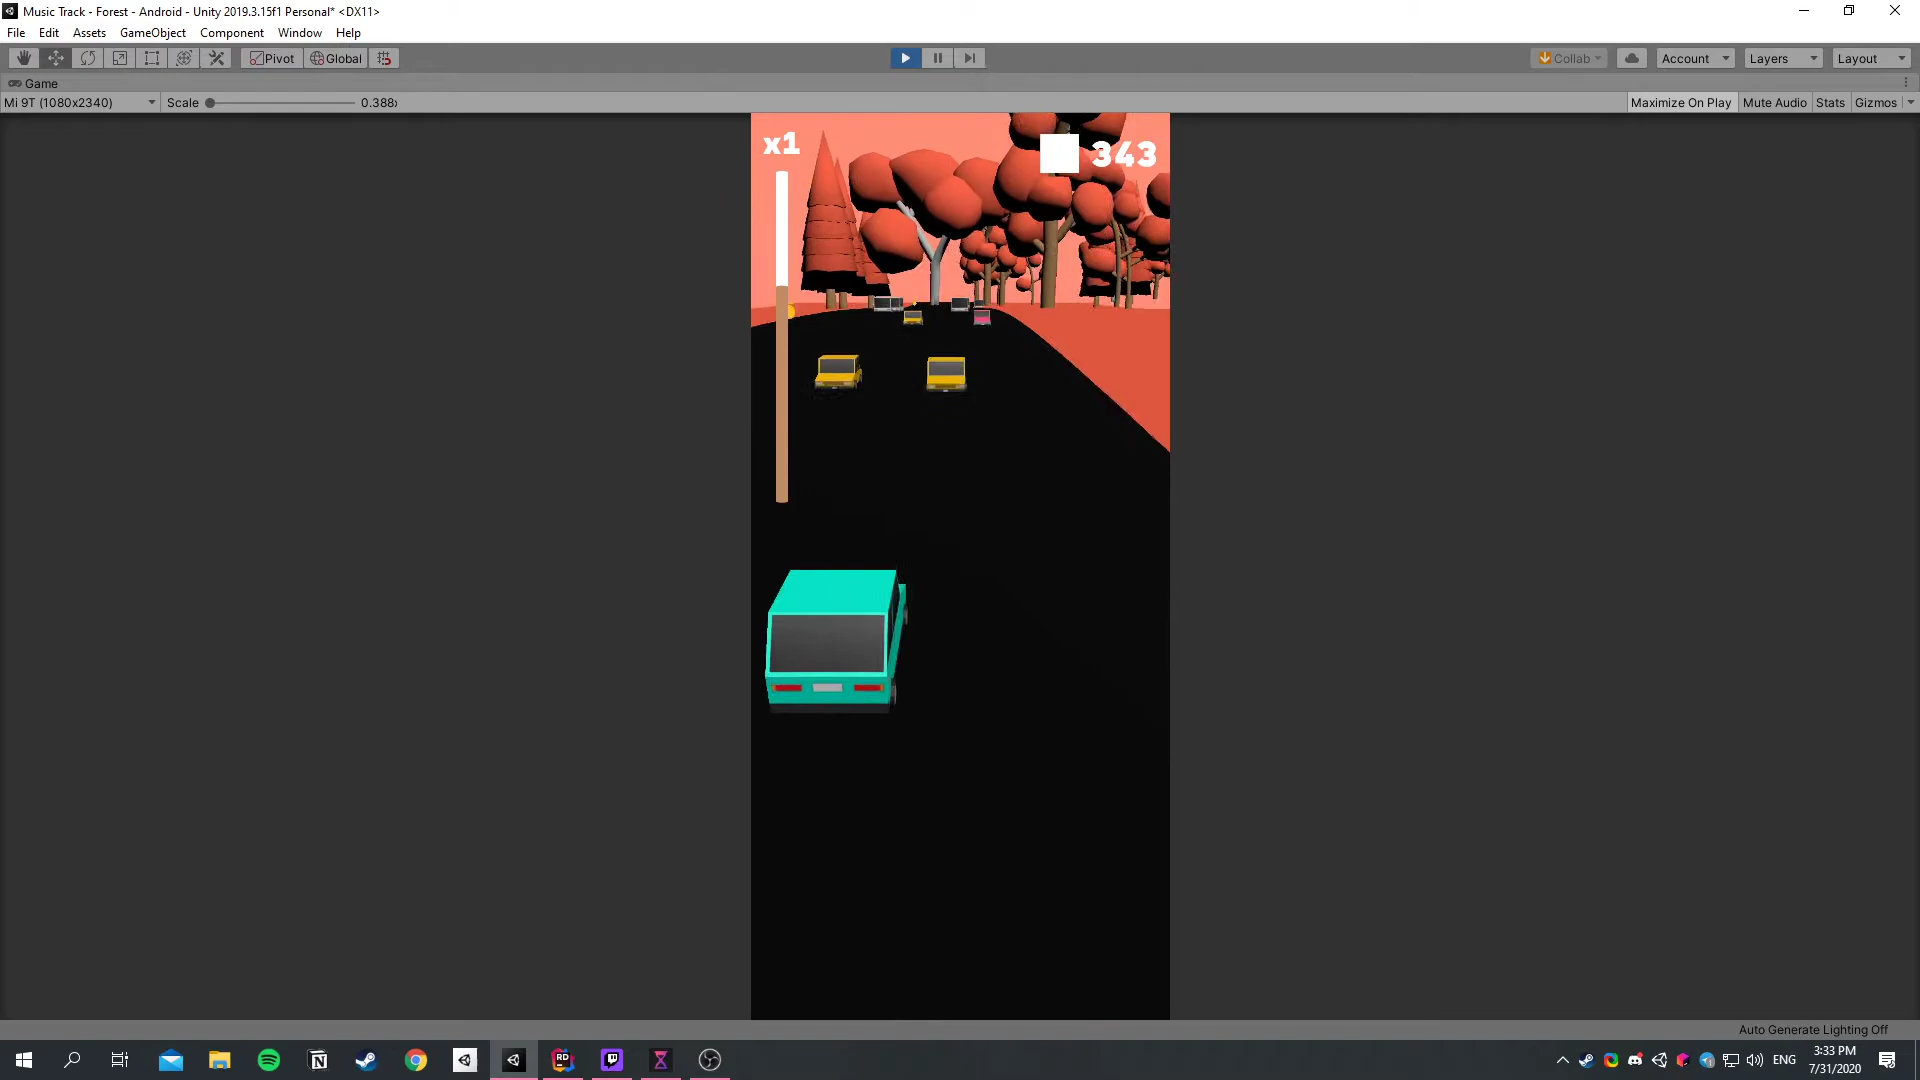 Music Track - Forest - Android - Unity 2019.3.15f1 Personal* <DX11>
File Edit Assets GameObject Component Window Help
Pivot Global Collab Account Layers Layout
Game
Mi 9T (1080x2340) Scale 0.388x Maximize On Play Mute Audio Stats Gizmos
x1 343
Auto Generate Lighting Off
N RD ENG 3:33 PM
7/31/2020